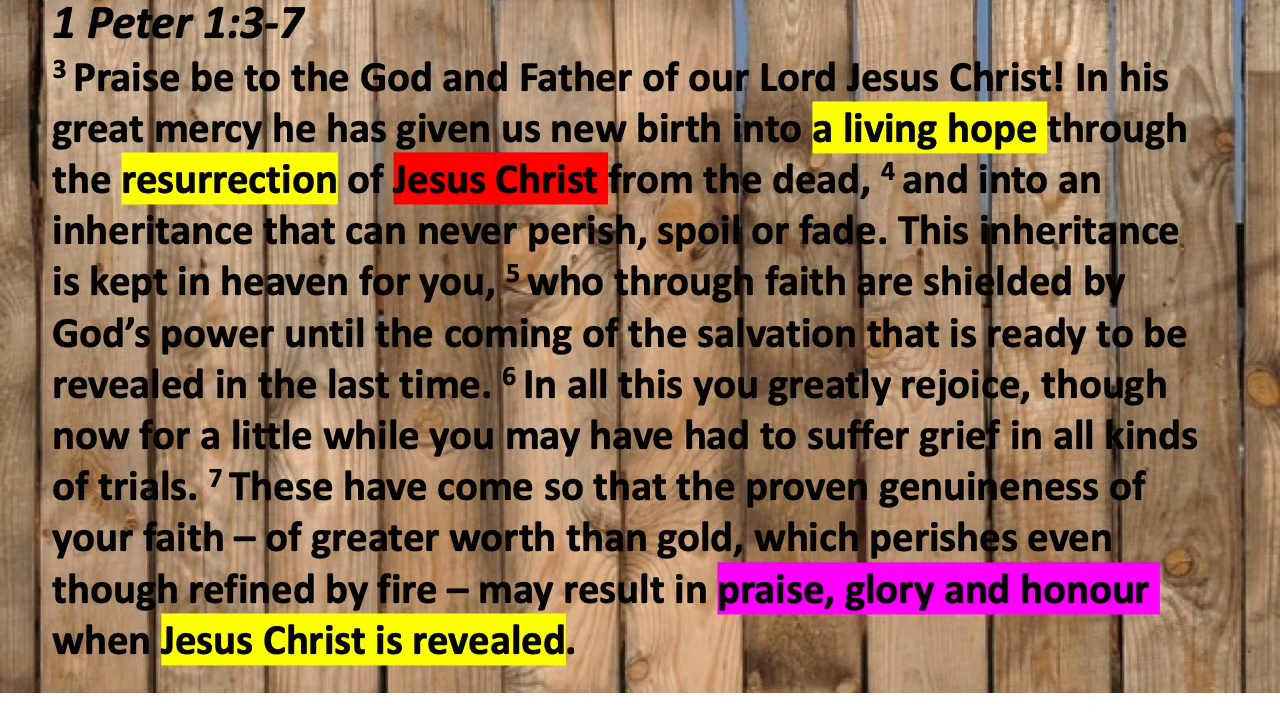 1 Peter 1:3-7
3 Praise be to the God and Father of our Lord Jesus Christ! In his
great mercy he has given us new birth into a living hope through
the resurrection of Jesus Christ from the dead, 4 and into an
inheritance that can never perish, spoil or fade. This inheritance
is kept in heaven for you, 5 who through faith are shielded by
God’s power until the coming of the salvation that is ready to be
revealed in the last time. 6 In all this you greatly rejoice, though
now for a little while you may have had to suffer grief in all kinds
of trials. 7 These have come so that the proven genuineness of
your faith – of greater worth than gold, which perishes even
though refined by fire – may result in praise, glory and honour
when Jesus Christ is revealed.